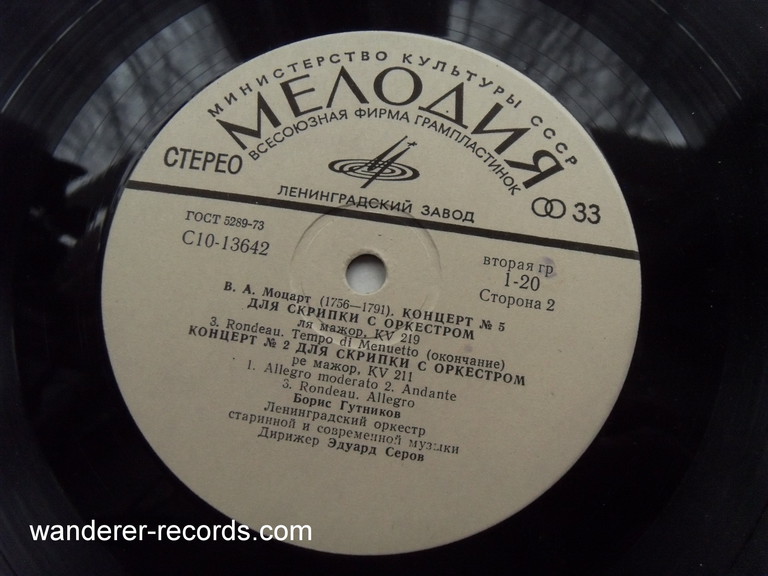 МИНИСТЕРСТВО КУЛЬТУРЫ СССР
МЕЛОДИЯ
ВСЕСОЮЗНАЯ ФИРМА ГРАМПЛАСТИНОК
СТЕРЕО
33
ЛЕНИНГРАДСКИЙ ЗАВОД
ГОСТ 5289-73
С10-13642
вторая гр
1-20
Сторона 2
В. А. Моцарт (1756—1791). КОНЦЕРТ № 5
ДЛЯ СКРИПКИ С ОРКЕСТРОМ
ля мажор, KV 219
3. Rondeau. Tempo di Menuetto (окончание)
КОНЦЕРТ № 2 ДЛЯ СКРИПКИ С ОРКЕСТРОМ
ре мажор, KV 211
1. Allegro moderato 2. Andante
3. Rondeau. Allegro
Борис Гутников
Ленинградский оркестр
старинной и современной музыки
Дирижер Эдуард Серов
wanderer-records.com